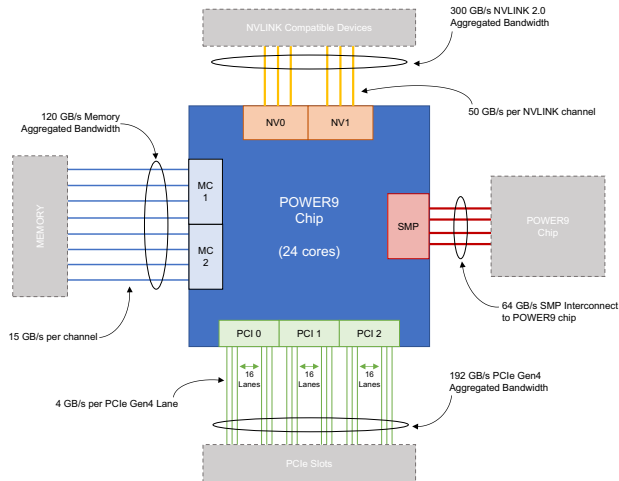 300 GB/s NVLINK 2.0
Aggregated Bandwidth
NVLINK Compatible Devices
50 GB/s per NVLINK channel
120 GB/s Memory
Aggregated Bandwidth
NV0
NV1
MEMORY
MC
1
MC
2
POWER9
Chip
(24 cores)
SMP
POWER9
Chip
64 GB/s SMP Interconnect
to POWER9 chip
15 GB/s per channel
PCI 0
PCI 1
PCI 2
16
Lanes
16
Lanes
16
Lanes
4 GB/s per PCIe Gen4 Lane
192 GB/s PCIe Gen4
Aggregated Bandwidth
PCIe Slots